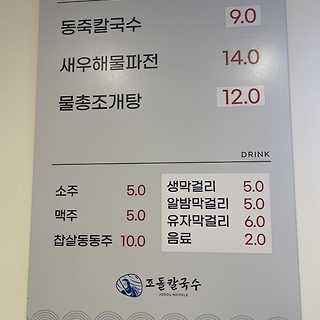 동죽칼국수 9.0
새우해물파전 14.0
물총조개탕 12.0
DRINK
소주 5.0
맥주 5.0
찹쌀동동주 10.0
생막걸리 5.0
알밤막걸리 5.0
유자막걸리 6.0
음료 2.0
조돌칼국수
JODOL NOODLE